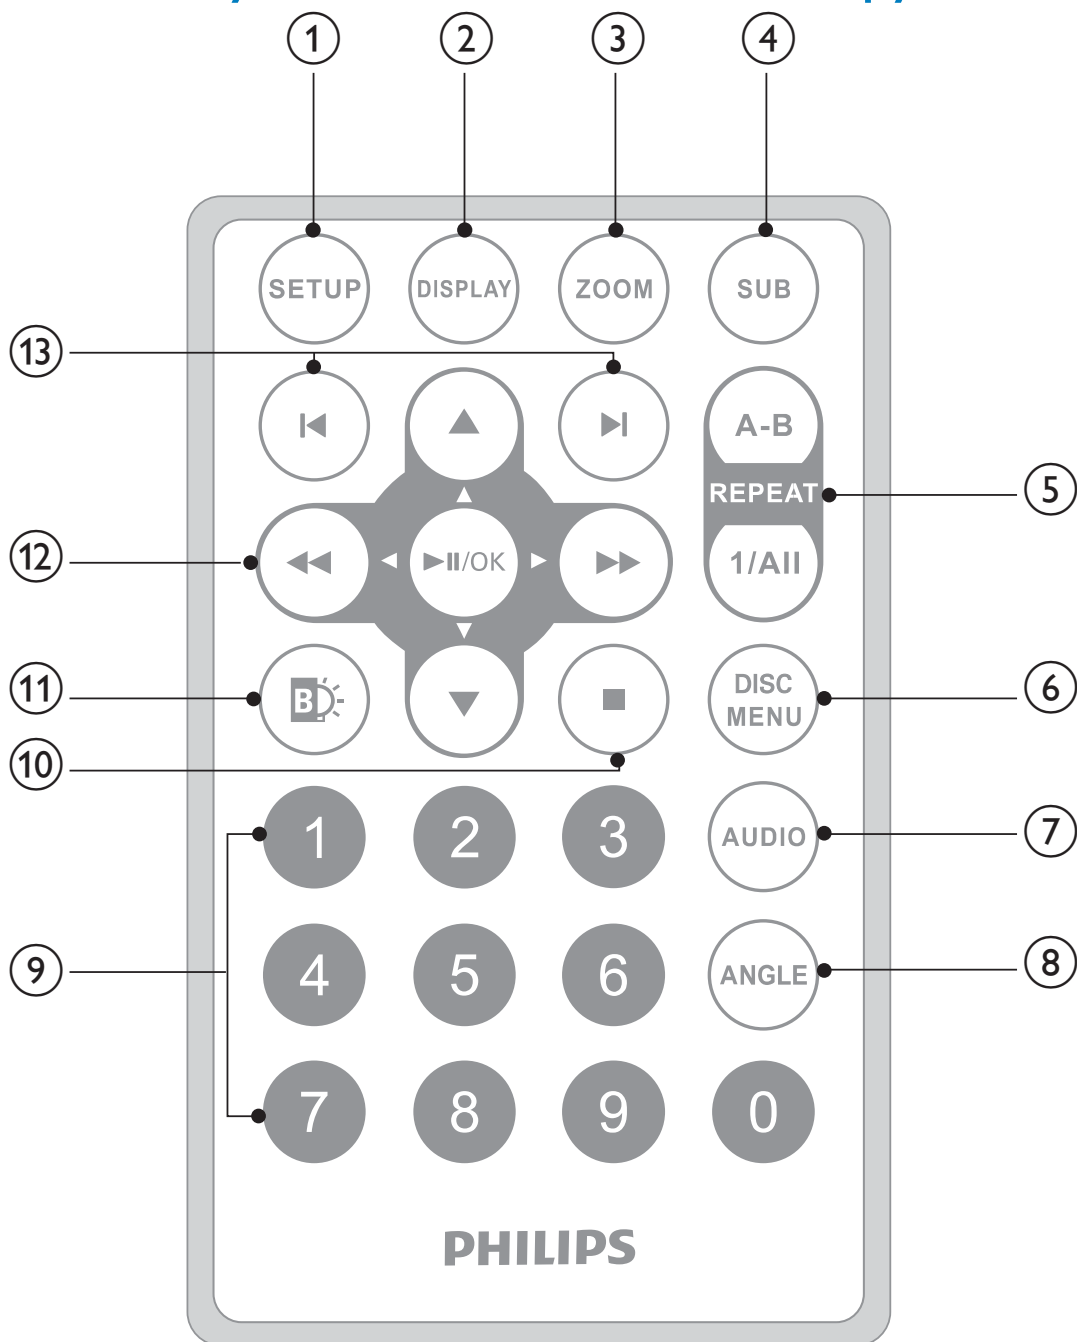 1 2 3 4
SETUP DISPLAY ZOOM SUB
13
A-B
REPEAT 5
12 /OK 1/All
11 B DISC MENU 6
10
1 2 3 AUDIO 7
9 4 5 6 ANGLE 8
7 8 9 0
PHILIPS